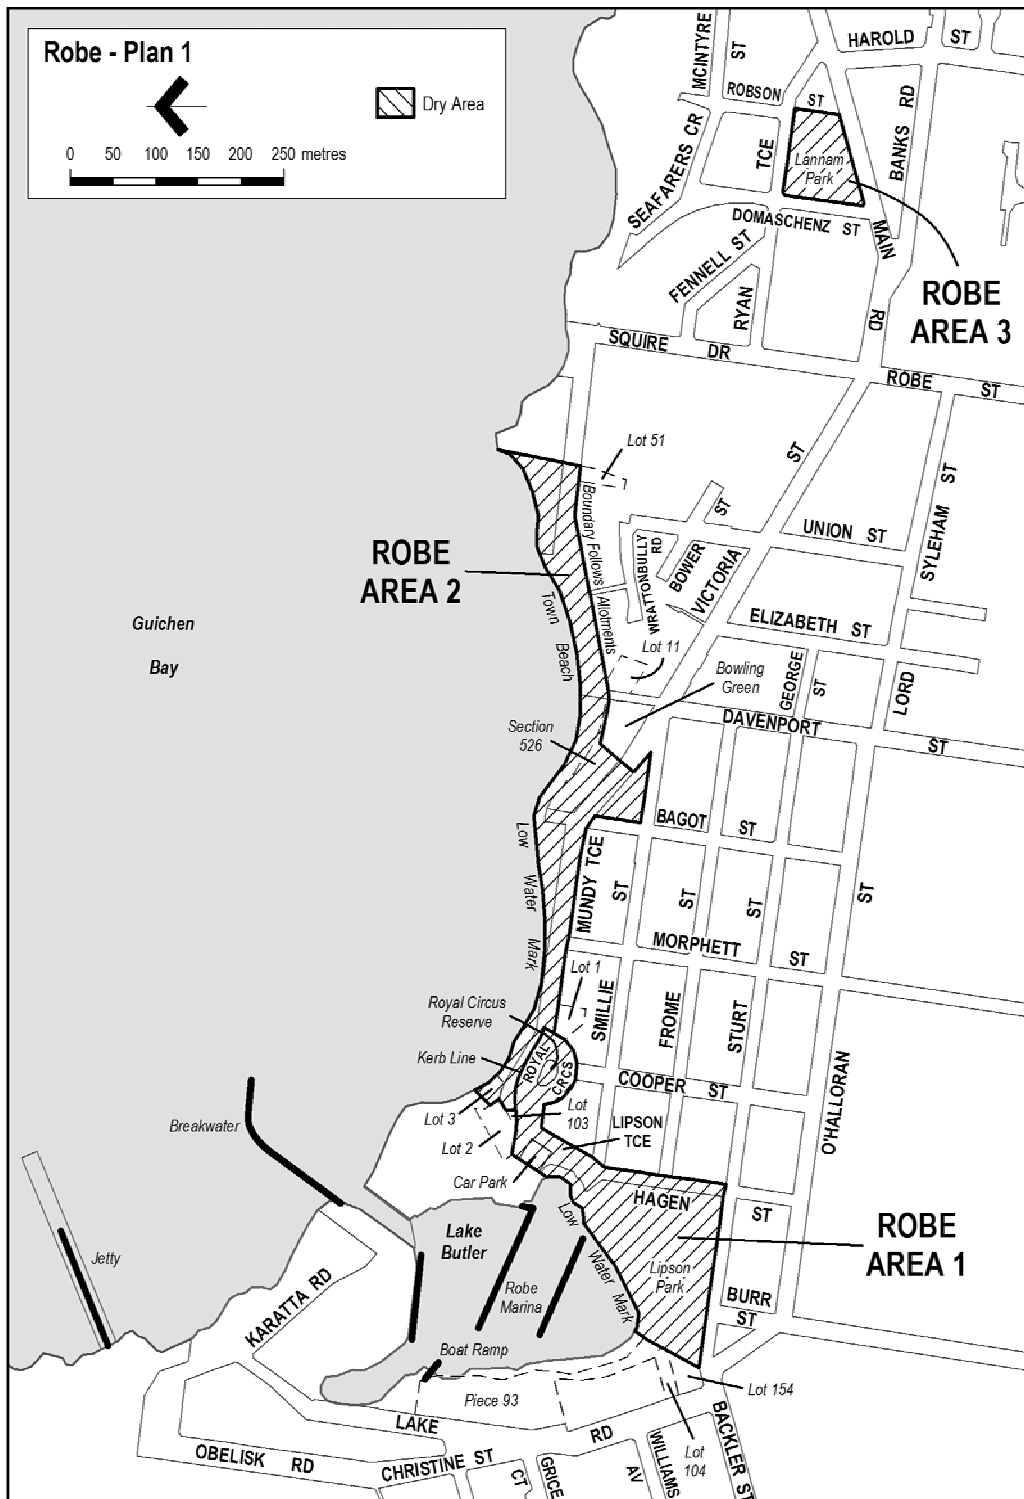 Robe - Plan 1
Dry Area
0 50 100 150 200 250 metres
MCINTYRE
ST
HAROLD ST
ROBSON
ST
SEAFARERS CR
TCE
BANKS RD
Lannam
Park
DOMASCHENZ ST
MAIN
RD
FENNELL ST
RYAN
ROBE
AREA 3
SQUIRE DR
ROBE ST
Lot 51
ST
ST
UNION ST
SYLEHAM ST
Boundary Follows Allotments
WRATTONBULLY
RD
BOWER
VICTORIA
ROBE
AREA 2
Town Beach
ELIZABETH ST
Guichen
Bay
Lot 11
Bowling
Green
GEORGE
ST
LORD
DAVENPORT
ST
Section
526
BAGOT
ST
Low Water Mark
MUNDY TCE
ST
ST
ST
ST
MORPHETT
ST
Lot 1
Royal Circus
Reserve
SMILLIE
FROME
STURT
Kerb Line
ROYAL
CRCS
COOPER ST
O'HALLORAN
Lot 3
Lot
103
LIPSON
TCE
Breakwater
Lot 2
Car Park
HAGEN
ST
Low Water Mark
Lake
Butler
ROBE
AREA 1
Jetty
Lipson
Park
KARATTA RD
Robe
Marina
BURR
ST
Boat Ramp
Piece 93
Lot 154
LAKE
RD
BACKLER ST
OBELISK RD
CHRISTINE ST
CT
GRICE
AV
WILLIAMS
Lot
104